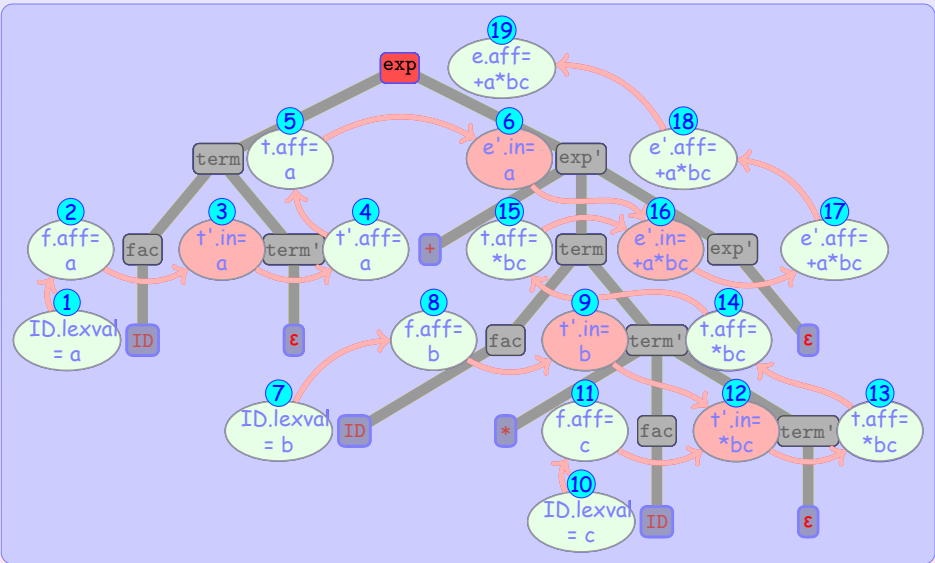 19
e.aff=
+a*bc
exp
5
t.aff=
a
6
e'.in=
a
18
e'.aff=
+a*bc
term
exp'
2
f.aff=
a
fac
3
t'.in=
a
term'
4
t'.aff=
a
+
15
t.aff=
*bc
term
16
e'.in=
+a*bc
exp'
17
e'.aff=
+a*bc
1
ID.lexval
= a
ID
ε
8
f.aff=
b
fac
9
t'.in=
b
term'
14
t.aff=
*bc
ε
7
ID.lexval
= b
ID
*
11
f.aff=
c
fac
12
t'.in=
*bc
term'
13
t.aff=
*bc
10
ID.lexval
= c
ID
ε